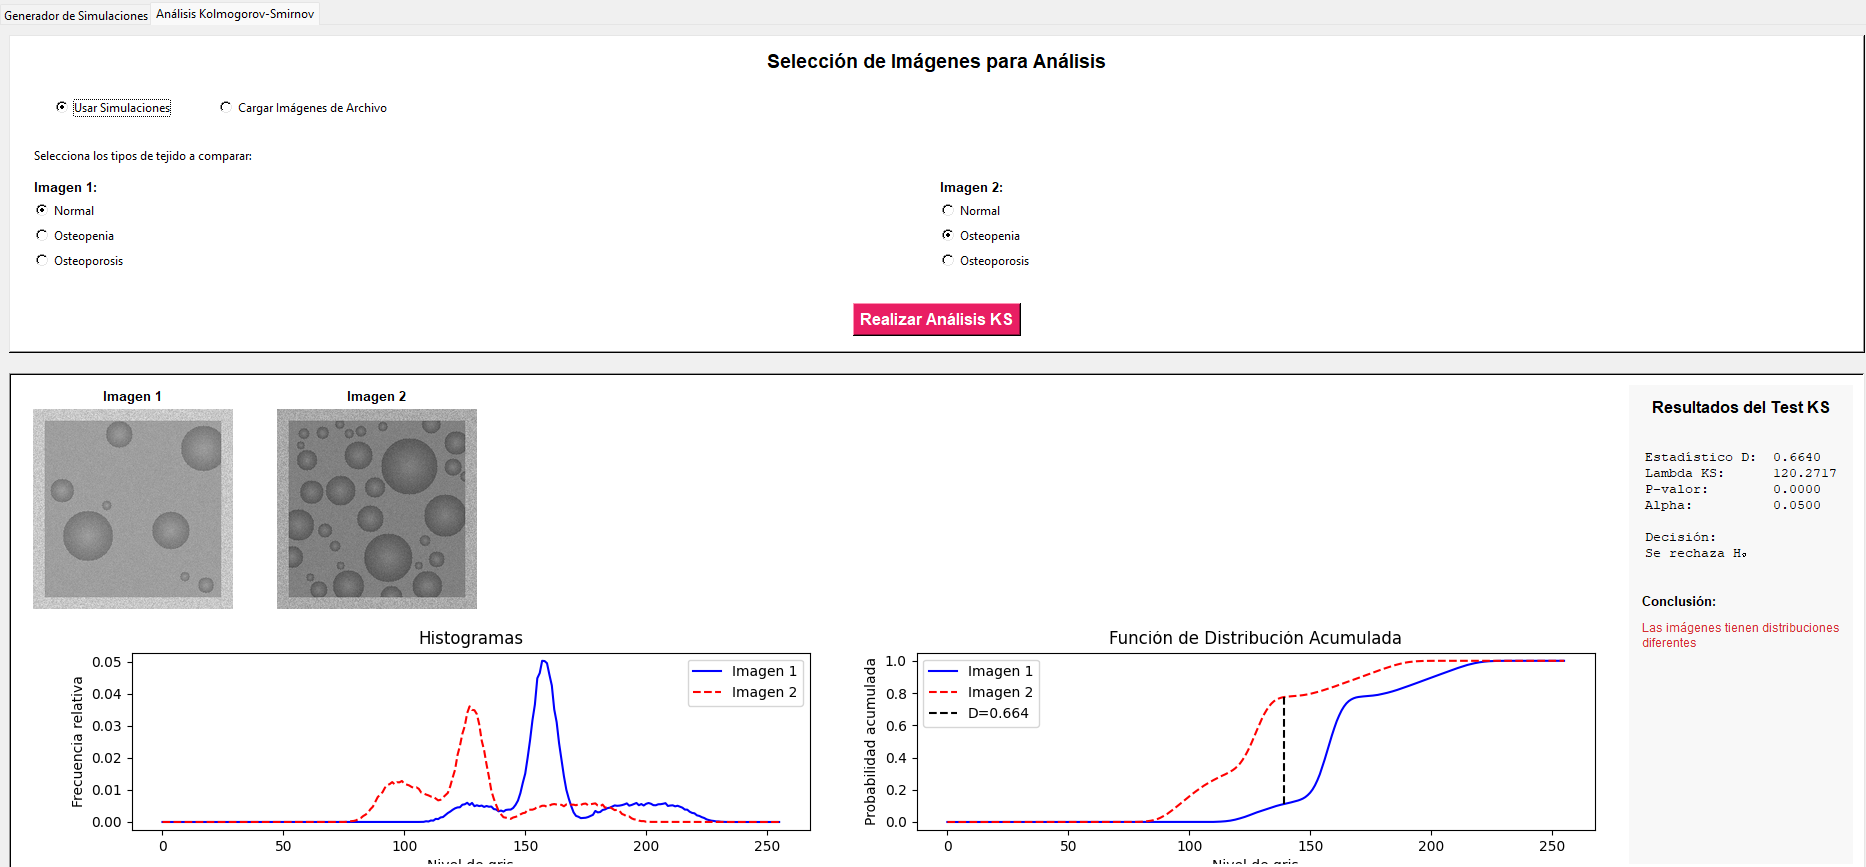 Generador de Simulaciones Análisis Kolmogorov-Smirnov
Selección de Imágenes para Análisis
Usar Simulaciones Cargar Imágenes de Archivo
Selecciona los tipos de tejido a comparar:
Imagen 1: Imagen 2:
Normal Normal
Osteopenia Osteopenia
Osteoporosis Osteoporosis
Realizar Análisis KS
Imagen 1 Imagen 2
Histogramas
Frecuencia relativa
0.05
0.04
0.03
0.02
0.01
0.00
Imagen 1
Imagen 2
0 50 100 150 200 250
Nivel de gris
Función de Distribución Acumulada
Probabilidad acumulada
1.0
0.8
0.6
0.4
0.2
0.0
Imagen 1
Imagen 2
D=0.664
0 50 100 150 200 250
Nivel de gris
Resultados del Test KS
Estadístico D: 0.6640
Lambda KS: 120.2717
P-valor: 0.0000
Alpha: 0.0500
Decisión:
Se rechaza H₀
Conclusión:
Las imágenes tienen distribuciones
diferentes